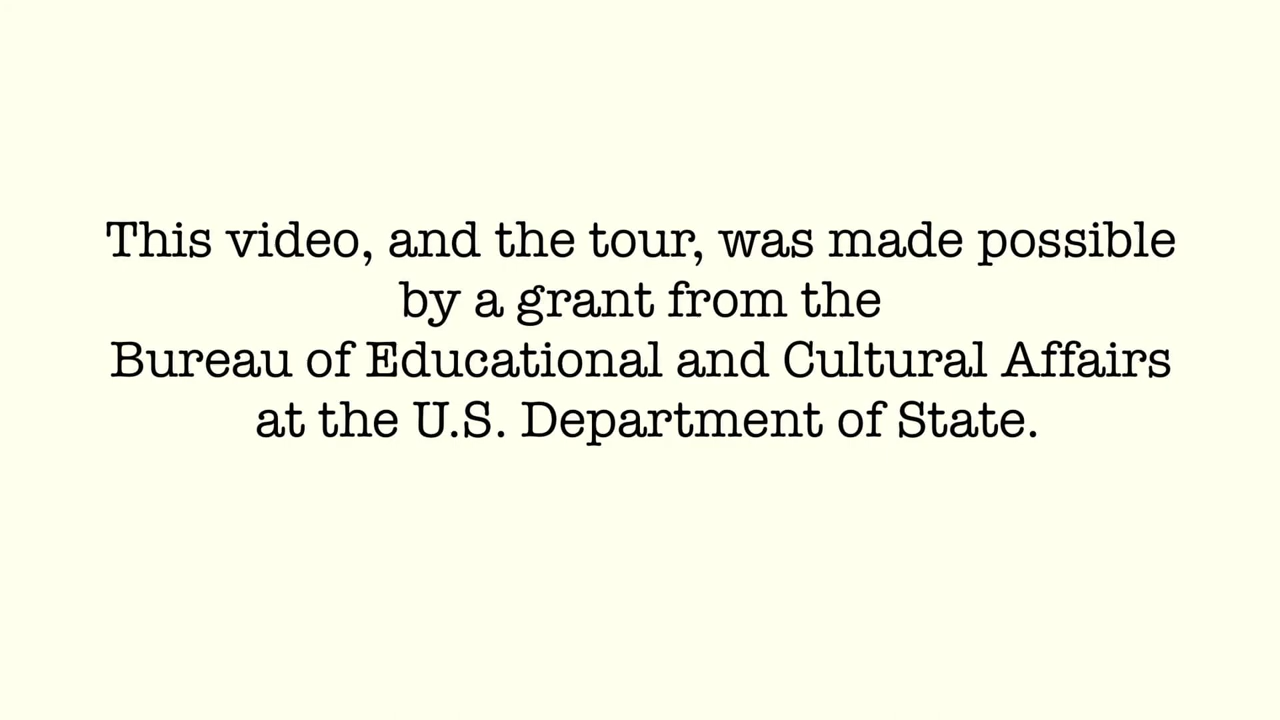 This video, and the tour, was made possible
by a grant from the
Bureau of Educational and Cultural Affairs
at the U.S. Department of State.